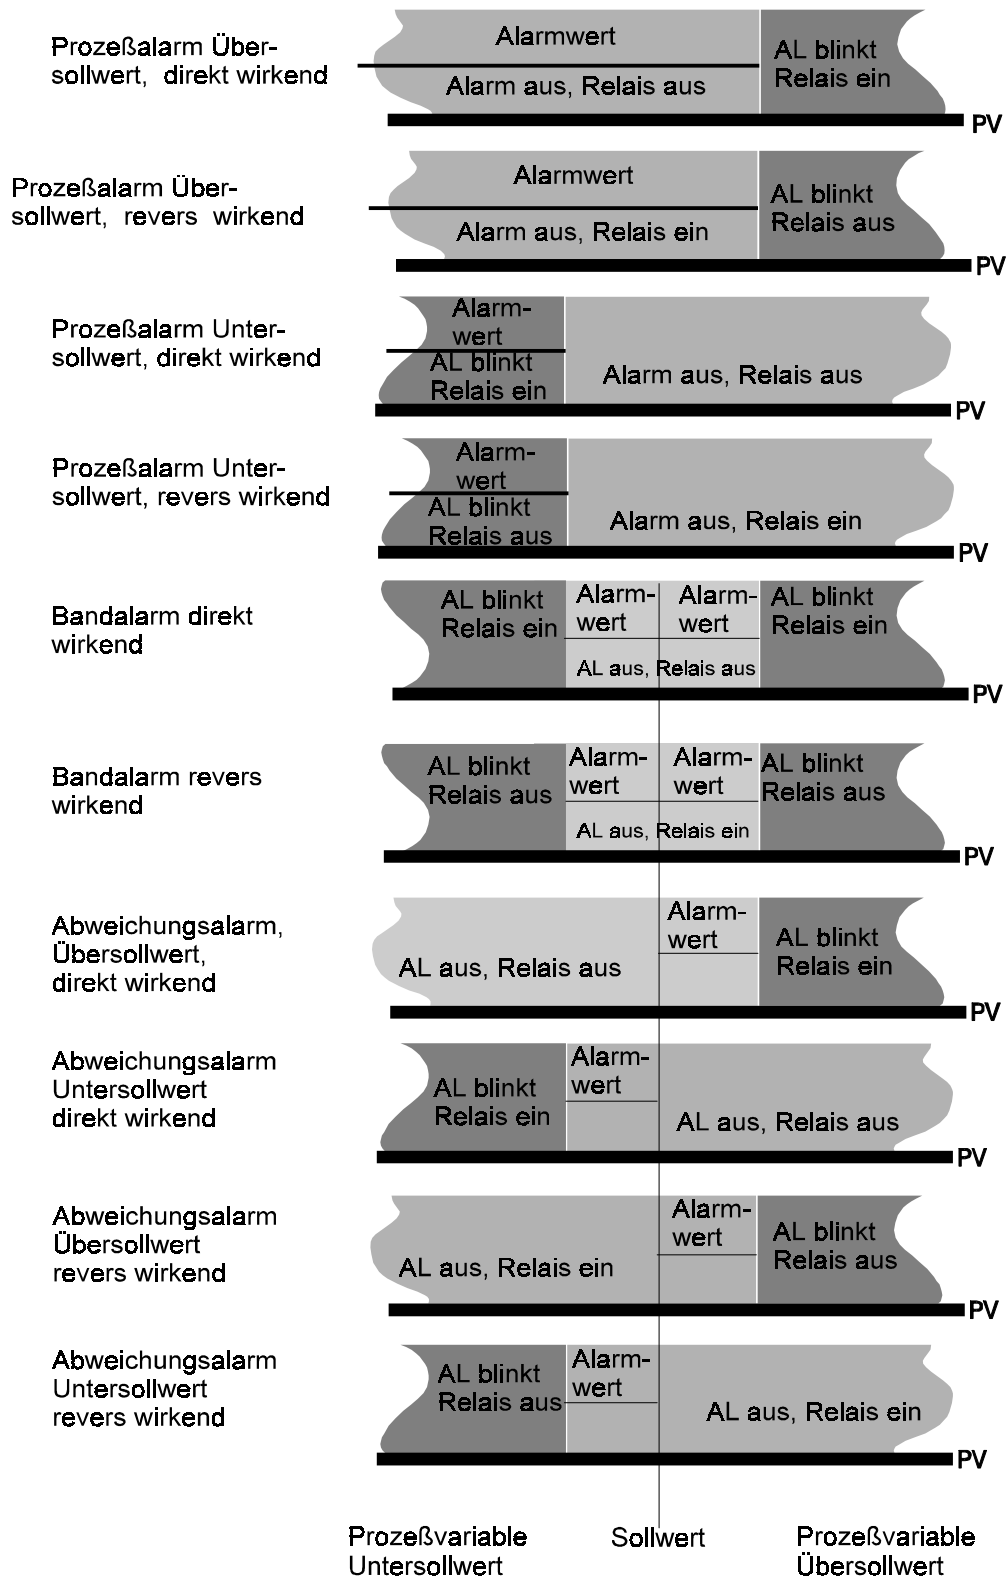 Prozeßalarm Über-
sollwert, direkt wirkend
Alarmwert
Alarm aus, Relais aus
AL blinkt
Relais ein
PV
Prozeßalarm Über-
sollwert, revers wirkend
Alarmwert
Alarm aus, Relais ein
AL blinkt
Relais aus
PV
Prozeßalarm Unter-
sollwert, direkt wirkend
Alarm-
wert
AL blinkt
Relais ein
Alarm aus, Relais aus
PV
Prozeßalarm Unter-
sollwert, revers wirkend
Alarm-
wert
AL blinkt
Relais aus
Alarm aus, Relais ein
PV
Bandalarm direkt
wirkend
AL blinkt
Relais ein
Alarm-
wert
Alarm-
wert
AL aus, Relais aus
AL blinkt
Relais ein
PV
Bandalarm revers
wirkend
AL blinkt
Relais aus
Alarm-
wert
Alarm-
wert
AL aus, Relais ein
AL blinkt
Relais aus
PV
Abweichungsalarm,
Übersollwert,
direkt wirkend
AL aus, Relais aus
Alarm-
wert
AL blinkt
Relais ein
PV
Abweichungsalarm
Untersollwert
direkt wirkend
AL blinkt
Relais ein
Alarm-
wert
AL aus, Relais aus
PV
Abweichungsalarm
Übersollwert
revers wirkend
AL aus, Relais ein
Alarm-
wert
AL blinkt
Relais aus
PV
Abweichungsalarm
Untersollwert
revers wirkend
AL blinkt
Relais aus
Alarm-
wert
AL aus, Relais ein
PV
Prozeßvariable
Untersollwert
Sollwert
Prozeßvariable
Übersollwert